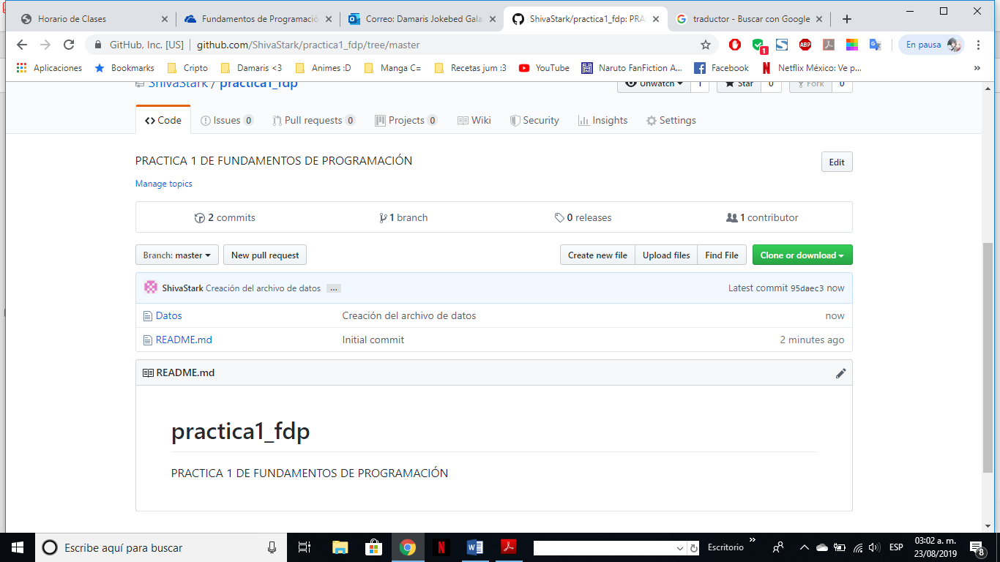 Horario de Clases
Fundamentos de Programació
Correo: Damaris Jokebed Gala
ShivaStark/practica1_fdp: PRA
traductor - Buscar con Google
GitHub, Inc. [US] | github.com/ShivaStark/practica1_fdp/tree/master
1
ABP
En pausa
Aplicaciones
Bookmarks
Cripto
Damaris <3
Animes :D
Manga C=
Recetas jum :3
YouTube
Naruto FanFiction A...
Facebook
Netflix México: Ve p...
»
ShivaStark / practica1_fdp
Unwatch 1
Star 0
Fork 0
Code
Issues 0
Pull requests 0
Projects 0
Wiki
Security
Insights
Settings
PRACTICA 1 DE FUNDAMENTOS DE PROGRAMACIÓN
Edit
Manage topics
2 commits
1 branch
0 releases
1 contributor
Branch: master
New pull request
Create new file
Upload files
Find File
Clone or download
ShivaStark Creación del archivo de datos ...
Latest commit 95daec3 now
Datos
Creación del archivo de datos
now
README.md
Initial commit
2 minutes ago
README.md
practica1_fdp
PRACTICA 1 DE FUNDAMENTOS DE PROGRAMACIÓN
Escribe aquí para buscar
Escritorio
»
ESP
03:02 a. m.
23/08/2019
8